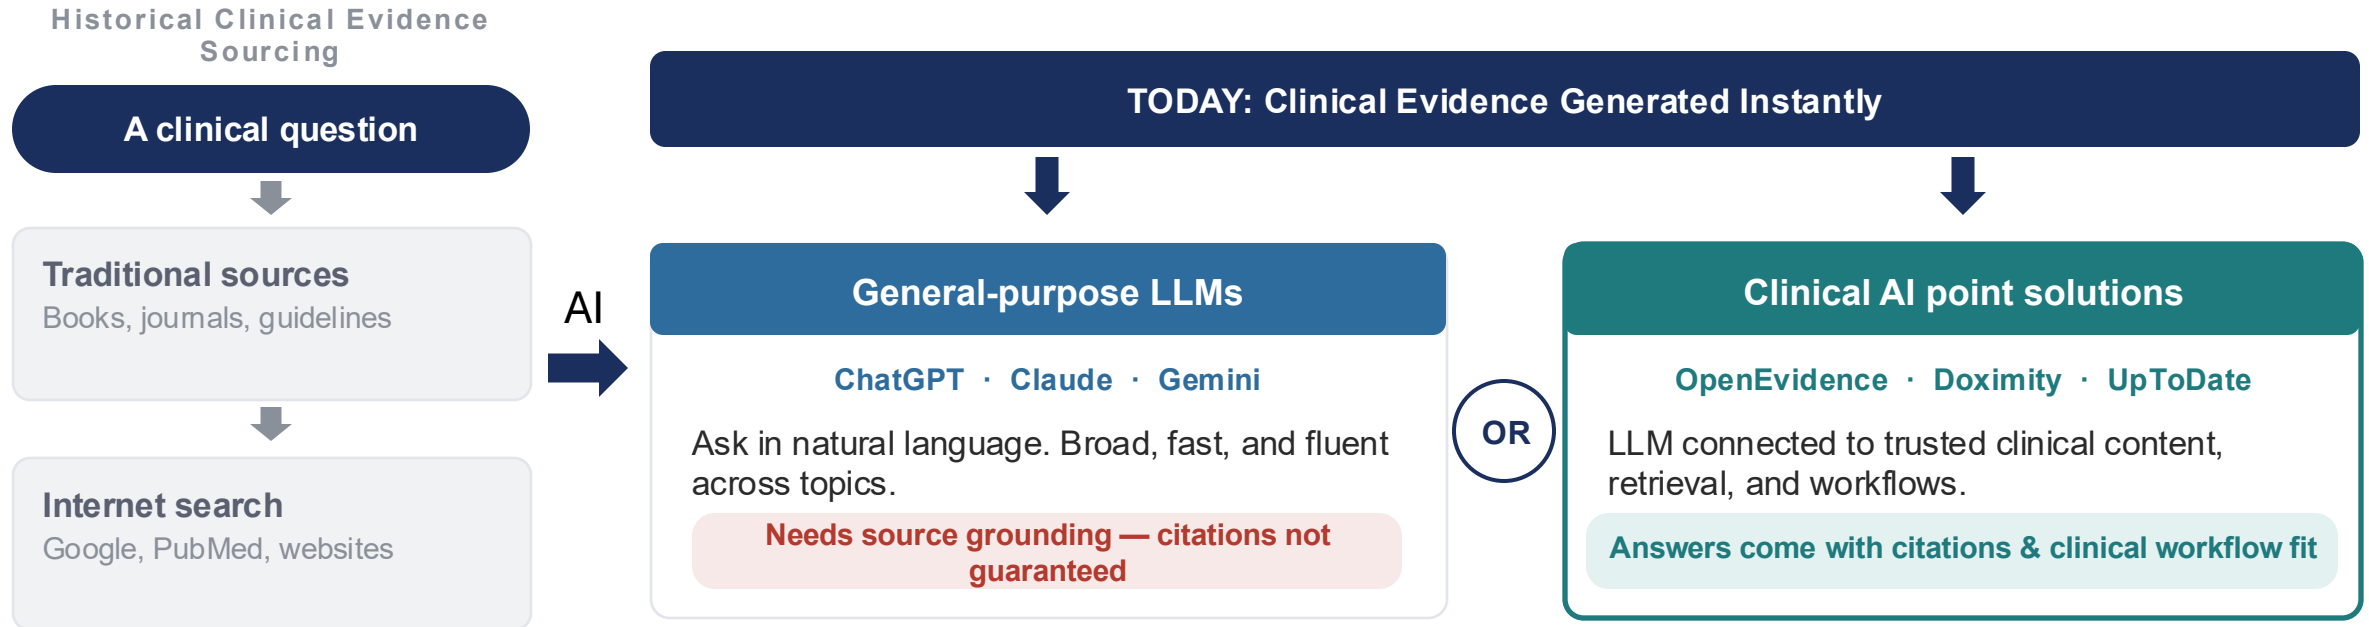 Historical Clinical Evidence
Sourcing
A clinical question
Traditional sources
Books, journals, guidelines
Internet search
Google, PubMed, websites
AI
TODAY: Clinical Evidence Generated Instantly
General-purpose LLMs
ChatGPT · Claude · Gemini
Ask in natural language. Broad, fast, and fluent
across topics.
Needs source grounding — citations not
guaranteed
OR
Clinical AI point solutions
OpenEvidence · Doximity · UpToDate
LLM connected to trusted clinical content,
retrieval, and workflows.
Answers come with citations & clinical workflow fit